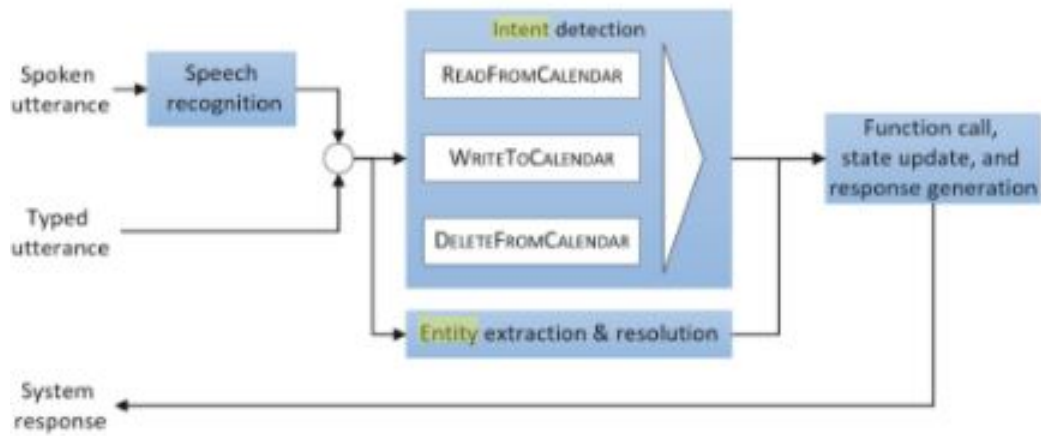 Intent detection
Spoken
utterance
Speech
recognition
READFROMCALENDAR
WRITETOCALENDAR
DELETEFROMCALENDAR
Function call,
state update, and
response generation
Typed
utterance
Entity extraction & resolution
System
response